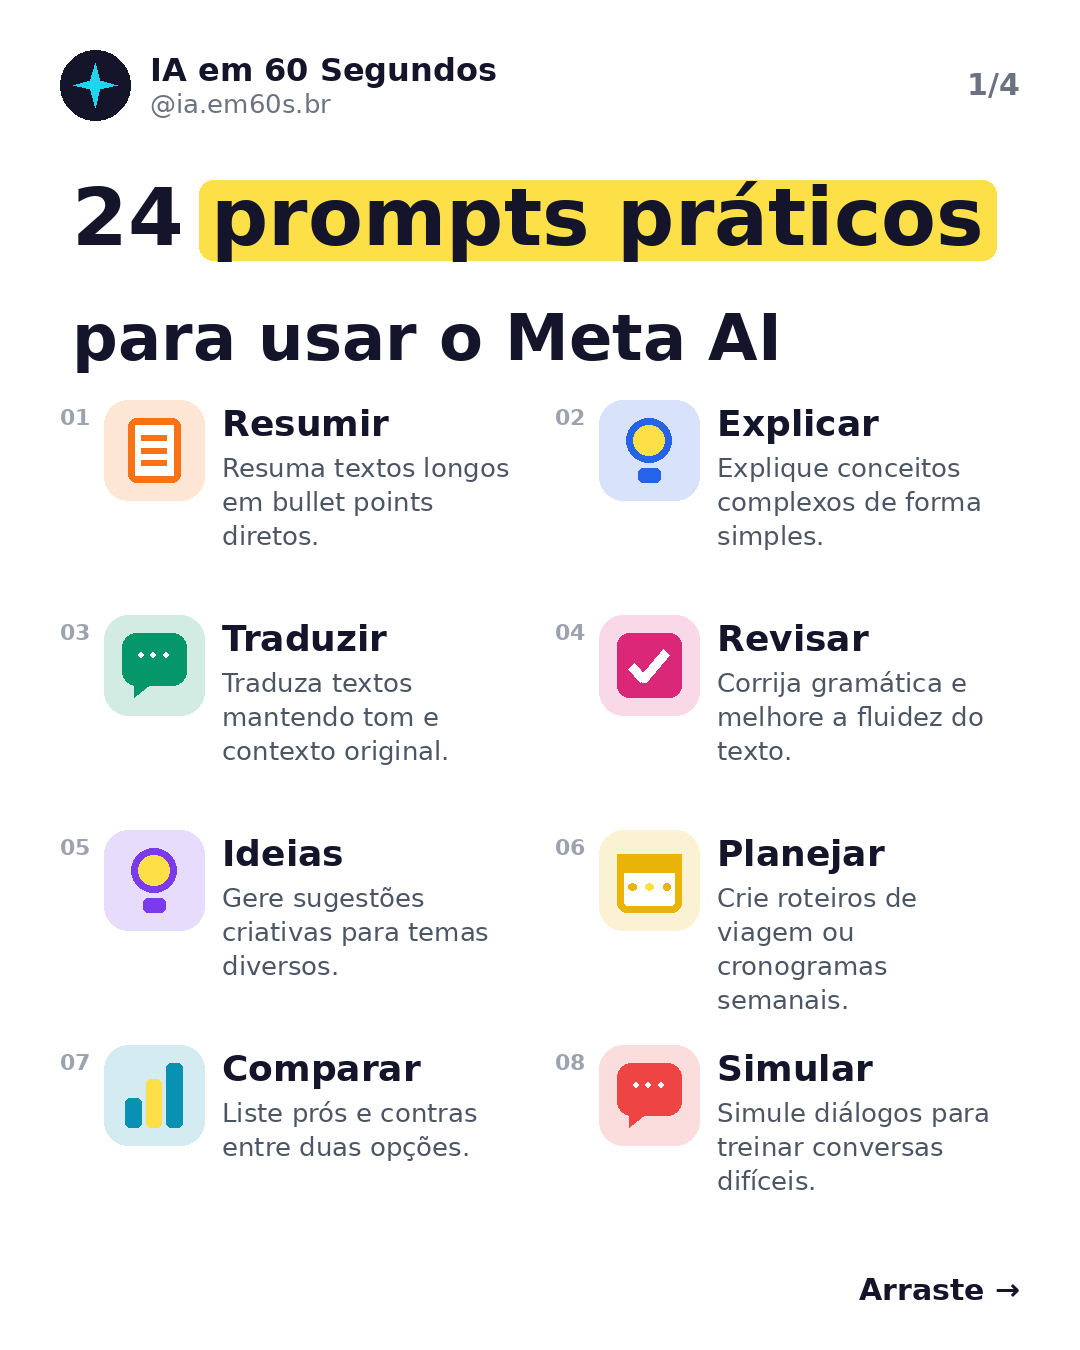 IA em 60 Segundos
@ia.em60s.br
1/4
24 prompts práticos
para usar o Meta AI
01
Resumir
Resuma textos longos
em bullet points
diretos.
02
Explicar
Explique conceitos
complexos de forma
simples.
03
Traduzir
Traduza textos
mantendo tom e
contexto original.
04
Revisar
Corrija gramática e
melhore a fluidez do
texto.
05
Ideias
Gere sugestões
criativas para temas
diversos.
06
Planejar
Crie roteiros de
viagem ou
cronogramas
semanais.
07
Comparar
Liste prós e contras
entre duas opções.
08
Simular
Simule diálogos para
treinar conversas
difíceis.
Arraste →